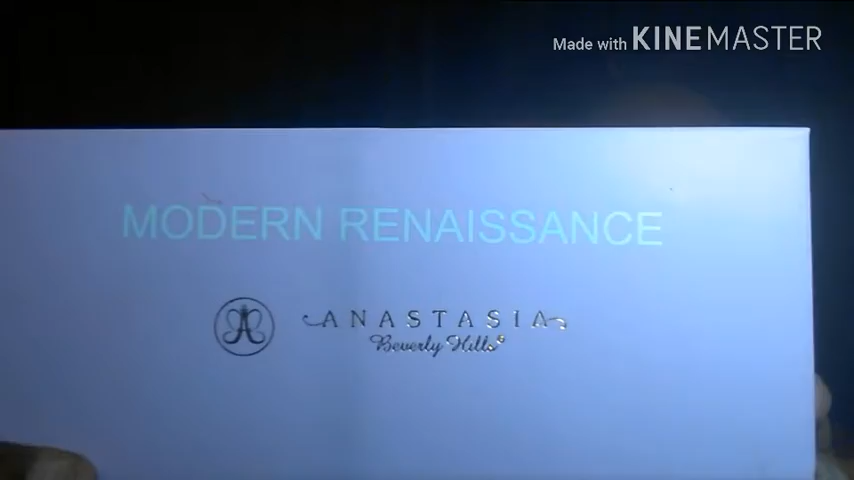 Made with KINEMASTER
MODERN RENAISSANCE
ANASTASIA
Beverly Hills®